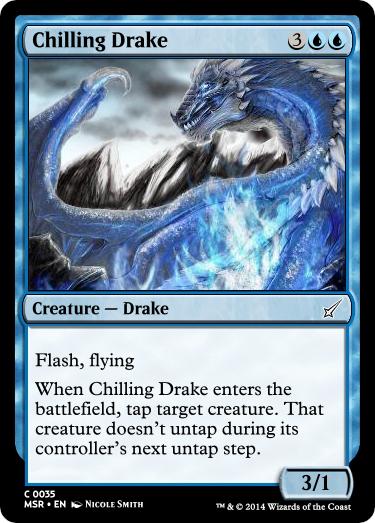 Chilling Drake 3
Creature — Drake
Flash, flying
When Chilling Drake enters the
battlefield, tap target creature. That
creature doesn't untap during its
controller's next untap step.
3/1
C 0035
MSR • EN Nicole Smith
™ & © 2014 Wizards of the Coast